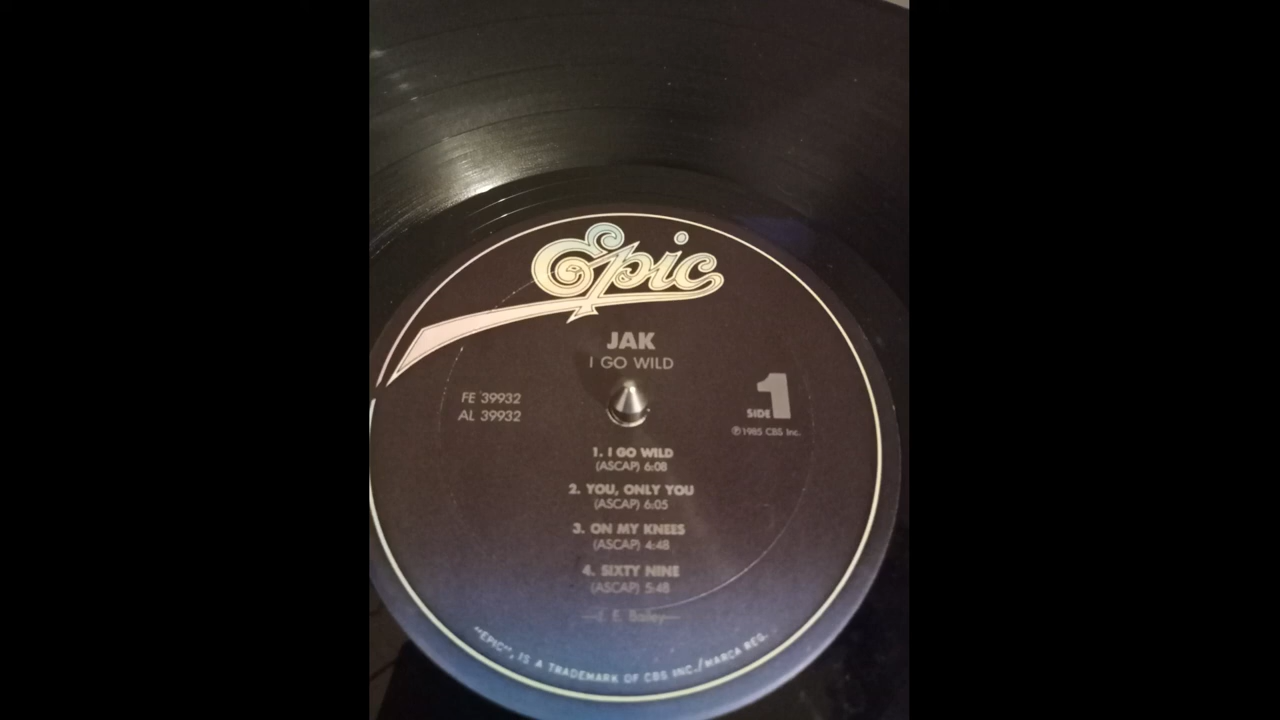 Epic
JAK
I GO WILD
FE 39932
AL 39932
SIDE 1
℗1985 CBS Inc.
1. I GO WILD
(ASCAP) 6:08
2. YOU, ONLY YOU
(ASCAP) 6:05
3. ON MY KNEES
(ASCAP) 4:48
4. SIXTY NINE
(ASCAP) 5:48
E. Bailey—
"EPIC", IS A TRADEMARK OF CBS INC./MARCA REG.